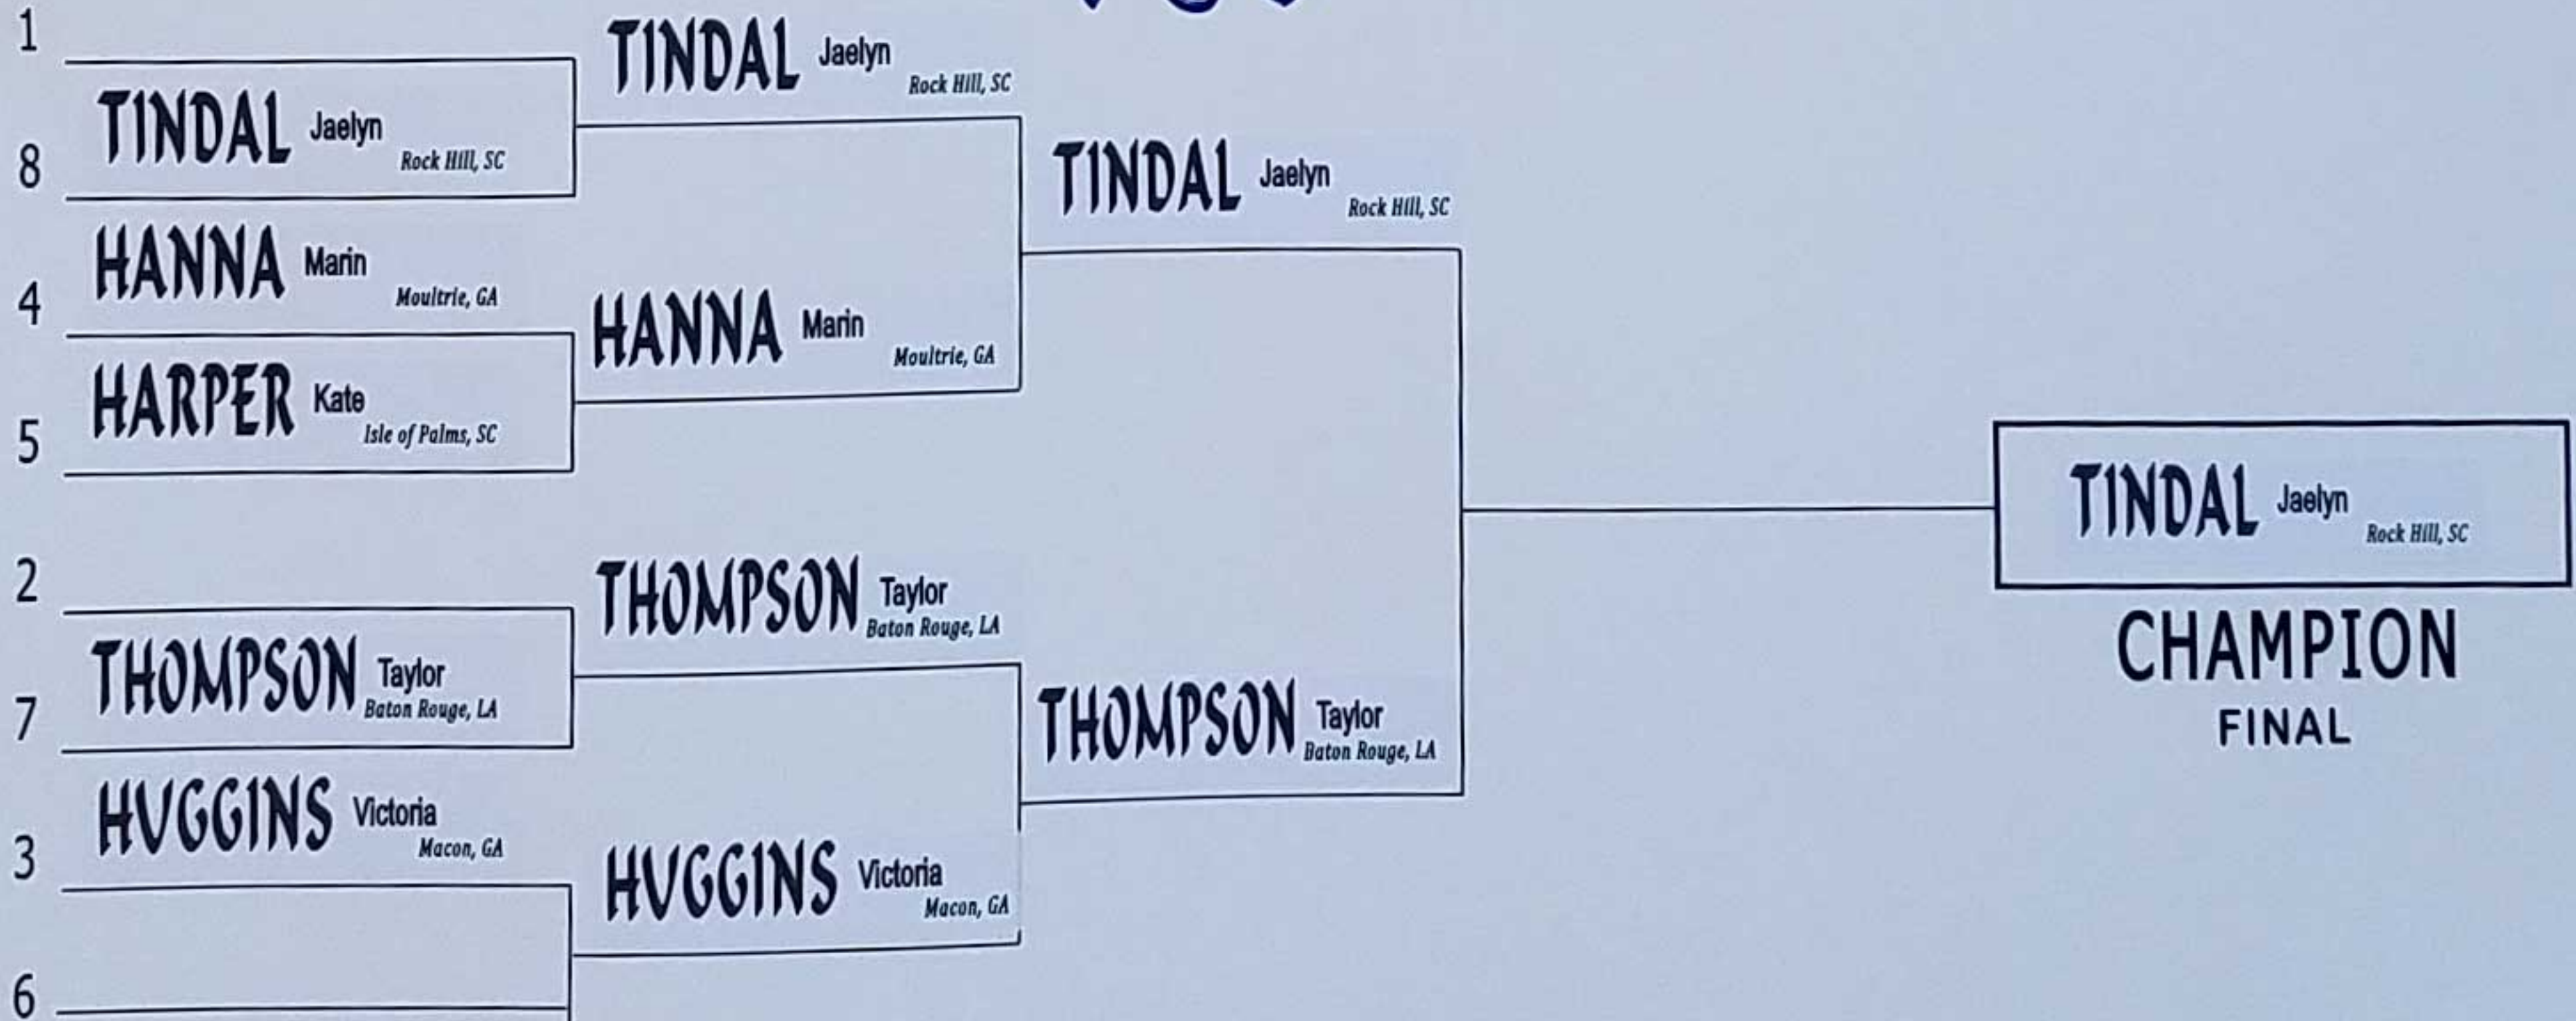 1
TINDAL Jaelyn
Rock Hill, SC
8
HANNA Marin
Moultrie, GA
4
HARPER Kate
Isle of Palms, SC
5
2
THOMPSON Taylor
Baton Rouge, LA
7
HUGGINS Victoria
Macon, GA
3
6
TINDAL Jaelyn
Rock Hill, SC
HANNA Marin
Moultrie, GA
THOMPSON Taylor
Baton Rouge, LA
HUGGINS Victoria
Macon, GA
TINDAL Jaelyn
Rock Hill, SC
THOMPSON Taylor
Baton Rouge, LA
TINDAL Jaelyn
Rock Hill, SC
CHAMPION
FINAL